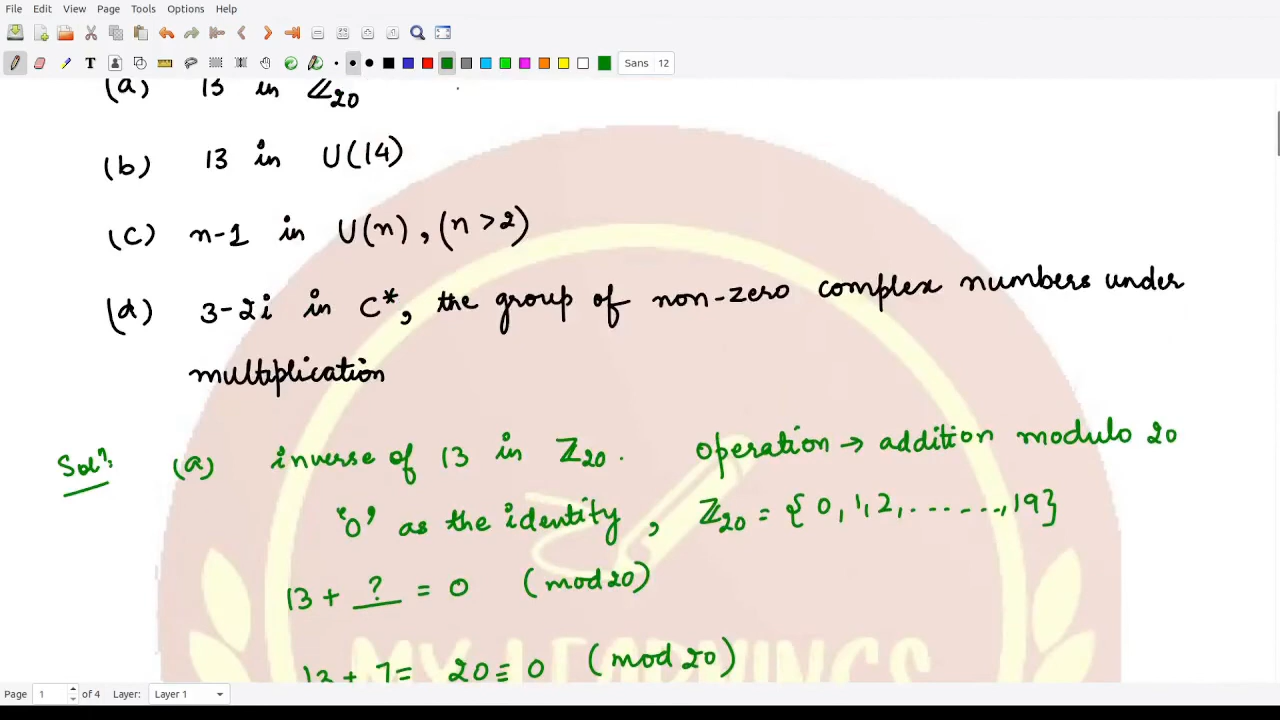 File Edit View Page Tools Options Help
Sans 12
(a) 13 in ℤ20
(b) 13 in U(14)
(c) n-1 in U(n), (n>2)
(d) 3-2i in C*, the group of non-zero complex numbers under
multiplication
Solⁿ: (a) inverse of 13 in ℤ20. operation → addition modulo 20
'0' as the identity, ℤ20 = { 0, 1, 2, ........, 19}
13 + ? = 0 (mod 20)
13 + 7 = 20 ≡ 0 (mod 20)
MY LEARNINGS
Page 1 of 4 Layer: Layer 1